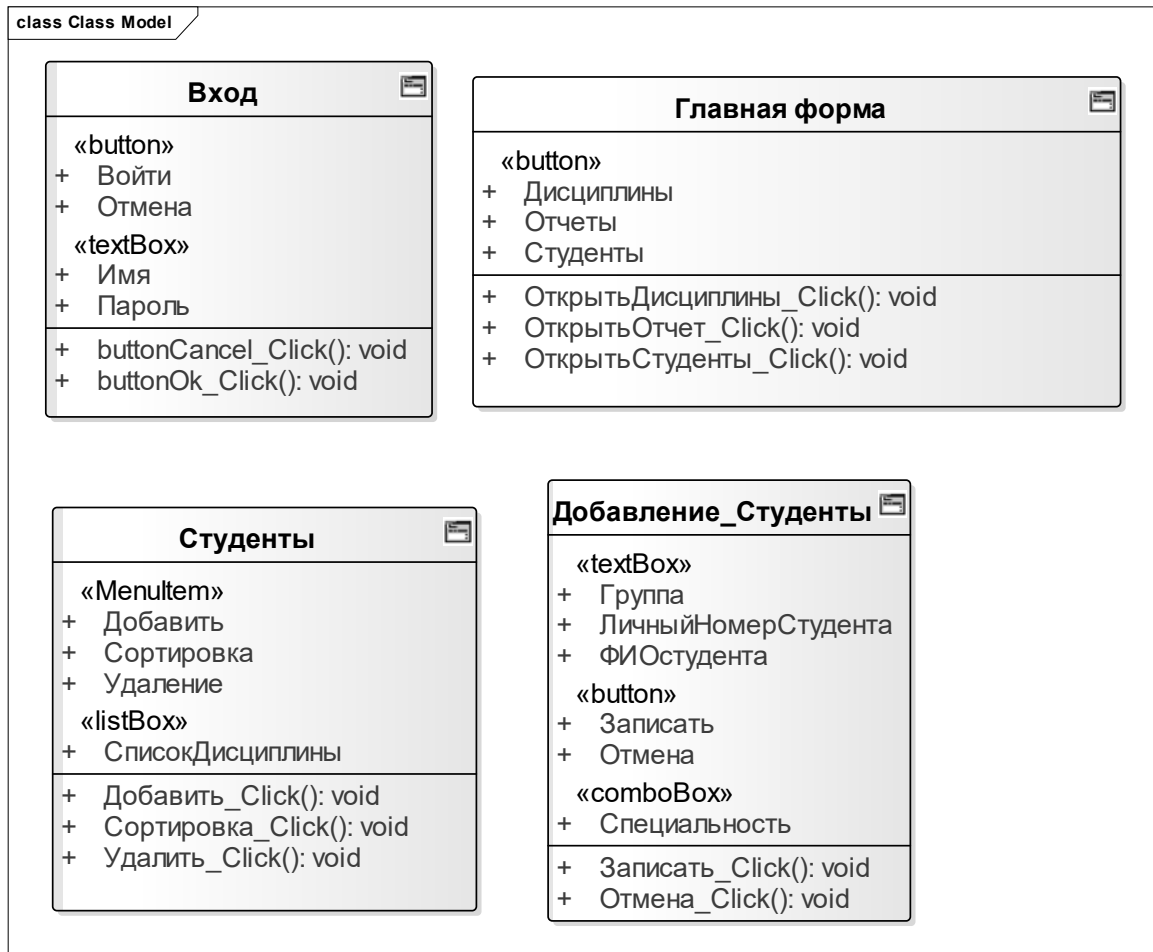 class Class Model
Вход
«button»
+ Войти
+ Отмена
«textBox»
+ Имя
+ Пароль
+ buttonCancel_Click(): void
+ buttonOk_Click(): void
Главная форма
«button»
+ Дисциплины
+ Отчеты
+ Студенты
+ ОткрытьДисциплины_Click(): void
+ ОткрытьОтчет_Click(): void
+ ОткрытьСтуденты_Click(): void
Студенты
«MenuItem»
+ Добавить
+ Сортировка
+ Удаление
«listBox»
+ СписокДисциплины
+ Добавить_Click(): void
+ Сортировка_Click(): void
+ Удалить_Click(): void
Добавление_Студенты
«textBox»
+ Группа
+ ЛичныйНомерСтудента
+ ФИОстудента
«button»
+ Записать
+ Отмена
«comboBox»
+ Специальность
+ Записать_Click(): void
+ Отмена_Click(): void